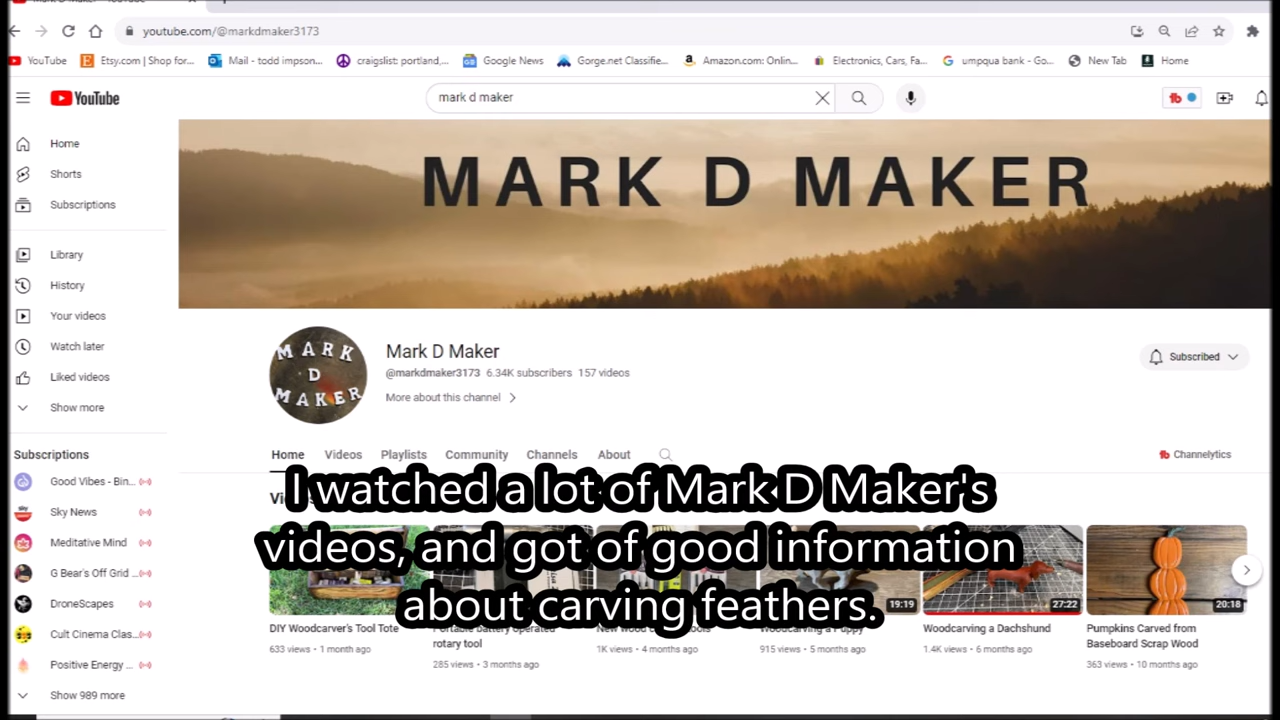 youtube.com/@markdmaker3173
YouTube
Etsy.com | Shop for...
Mail - todd impson...
craigslist: portland,...
Google News
Gorge.net Classifie...
Amazon.com: Onlin...
Electronics, Cars, Fa...
umpqua bank - Go...
New Tab
Home
YouTube
mark d maker
Home
Shorts
Subscriptions
Library
History
Your videos
Watch later
Liked videos
Show more
Subscriptions
Good Vibes - Bin...
Sky News
Meditative Mind
G Bear's Off Grid ...
DroneScapes
Cult Cinema Clas...
Positive Energy ...
Show 989 more
MARK D MAKER
MARK
D
MAKER
Mark D Maker
@markdmaker3173 6.34K subscribers 157 videos
More about this channel
Subscribed
Home Videos Playlists Community Channels About
Channelytics
I watched a lot of Mark D Maker's
videos, and got of good information
about carving feathers.
19:19
27:22
20:18
DIY Woodcarver's Tool Tote
633 views • 1 month ago
rotary tool
285 views • 3 months ago
1K views • 4 months ago
915 views • 5 months ago
Woodcarving a Dachshund
1.4K views • 6 months ago
Pumpkins Carved from
Baseboard Scrap Wood
363 views • 10 months ago